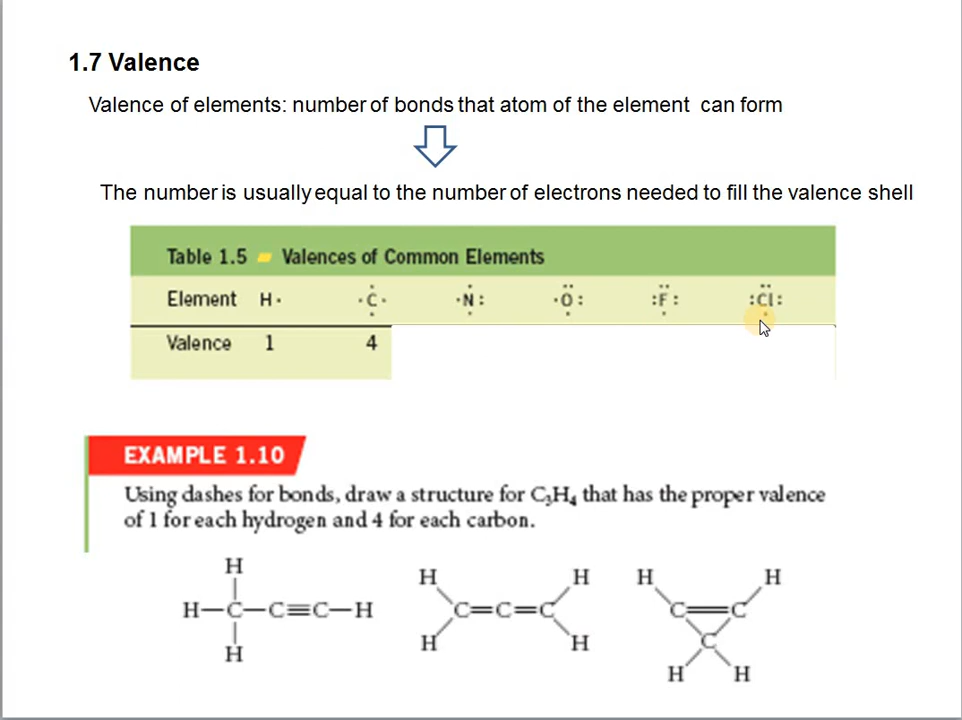 1.7 Valence
Valence of elements: number of bonds that atom of the element can form
The number is usually equal to the number of electrons needed to fill the valence shell
Table 1.5 Valences of Common Elements
Element H· ·C· ·N: ·O: :F: :Cl:
Valence 1 4
EXAMPLE 1.10
Using dashes for bonds, draw a structure for C₃H₄ that has the proper valence
of 1 for each hydrogen and 4 for each carbon.
H H H H H
H—C—C≡C—H C=C=C C=C
H H H C
H H